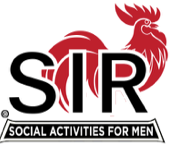 SIR
©
SOCIAL ACTIVITIES FOR MEN